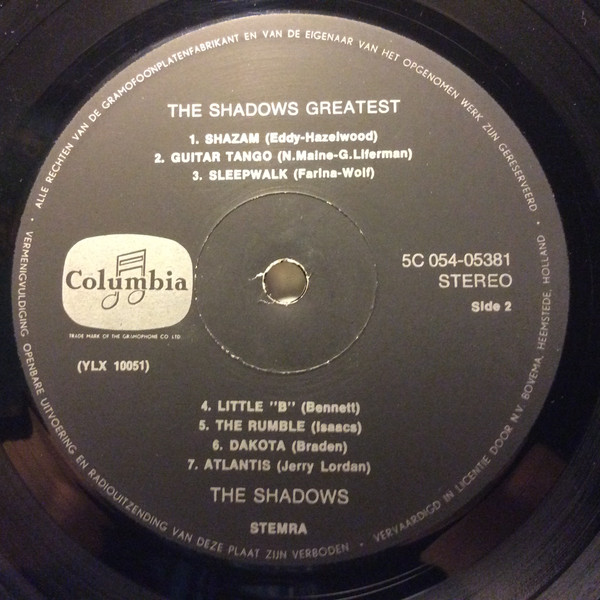 ALLE RECHTEN VAN DE GRAMOFOONPLATENFABRIKANT EN VAN DE EIGENAAR VAN HET OPGENOMEN WERK ZIJN GERESERVEERD •
THE SHADOWS GREATEST
1. SHAZAM (Eddy-Hazelwood)
2. GUITAR TANGO (N.Maine-G.Liferman)
3. SLEEPWALK (Farina-Wolf)
Columbia
TRADE MARK OF THE GRAMOPHONE CO LTD
(YLX 10051)
5C 054-05381
STEREO
Side 2
4. LITTLE "B" (Bennett)
5. THE RUMBLE (Isaacs)
6. DAKOTA (Braden)
7. ATLANTIS (Jerry Lordan)
THE SHADOWS
STEMRA
• VERMENIGVULDIGING OPENBARE UITVOERING EN RADIOUITZENDING VAN DEZE PLAAT ZIJN VERBODEN •
VERVAARDIGD IN LICENTIE DOOR N.V. BOVEMA, HEEMSTEDE, HOLLAND •